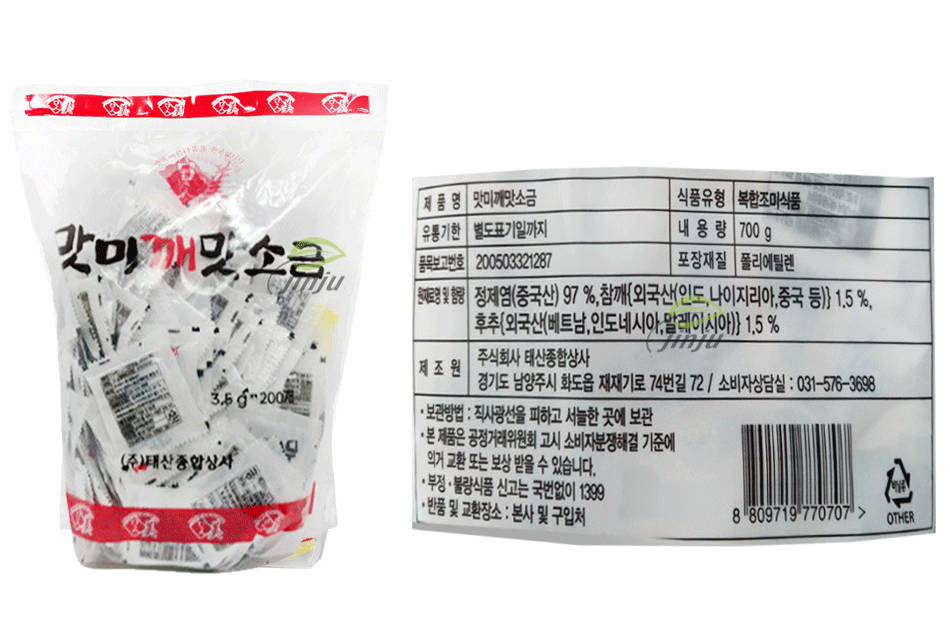 맛미깨맛소금
3.5g*200개
(주)태산종합상사
jinju
제 품 명 맛미깨맛소금 식품유형 복합조미식품
유통기한 별도표기일까지 내 용 량 700 g
품목보고번호 200503321287 포장재질 폴리에틸렌
원재료명 및 함량 정제염(중국산) 97 %,참깨{외국산(인도,나이지리아,중국 등)} 1.5 %,
후추{외국산(베트남,인도네시아,말레이시아)} 1.5 %
jinju
제 조 원 주식회사 태산종합상사
경기도 남양주시 화도읍 재재기로 74번길 72 / 소비자상담실 : 031-576-3698
· 보관방법 : 직사광선을 피하고 서늘한 곳에 보관
· 본 제품은 공정거래위원회 고시 소비자분쟁해결 기준에
의거 교환 또는 보상 받을 수 있습니다.
· 부정 · 불량식품 신고는 국번없이 1399
· 반품 및 교환장소 : 본사 및 구입처
8 809719 770707 >
OTHER